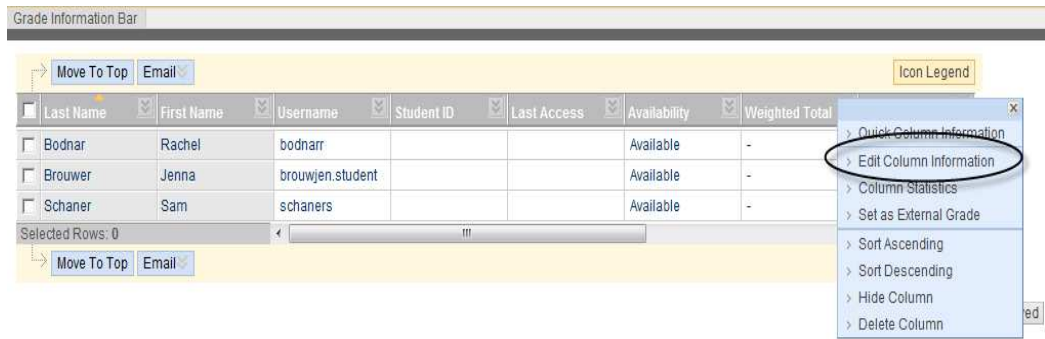 Grade Information Bar
Move To Top Email Icon Legend
Last Name First Name Username Student ID Last Access Availability Weighted Total
Quick Column Information
Bodnar Rachel bodnarr Available -
Edit Column Information
Brouwer Jenna brouwjen.student Available -
Column Statistics
Schaner Sam schaners Available -
Set as External Grade
Selected Rows: 0
Sort Ascending
Move To Top Email
Sort Descending
Hide Column
Delete Column